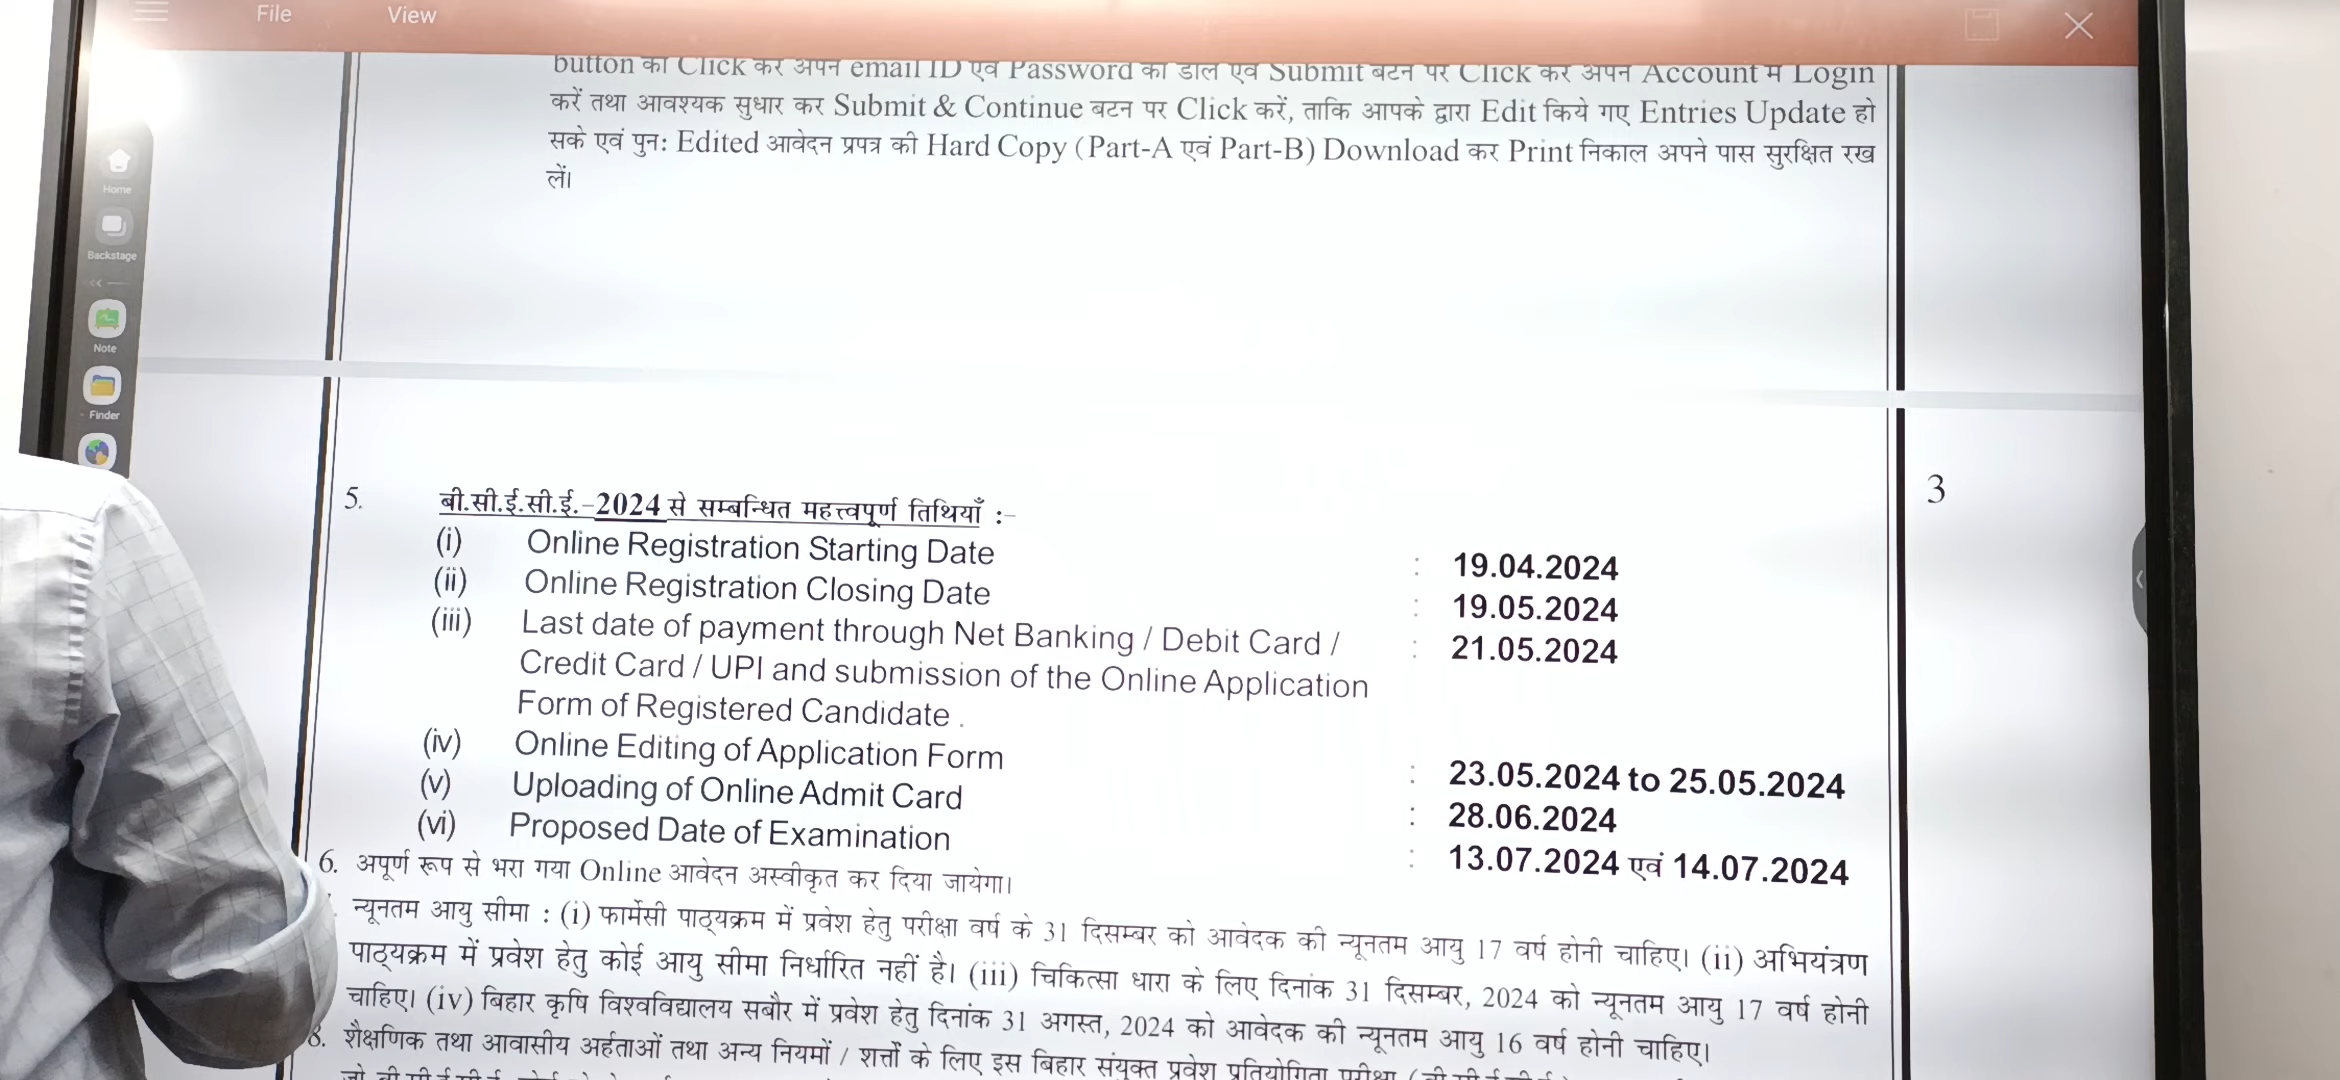 File View
button को Click कर अपने email ID एवं Password को डाल एवं Submit बटन पर Click कर अपने Account में Login
करें तथा आवश्यक सुधार कर Submit & Continue बटन पर Click करें, ताकि आपके द्वारा Edit किये गए Entries Update हो
सके एवं पुन: Edited आवेदन प्रपत्र की Hard Copy (Part-A एवं Part-B) Download कर Print निकाल अपने पास सुरक्षित रख
लें।
Home
Backstage
Note
Finder
3
5. बी.सी.ई.सी.ई.-2024 से सम्बन्धित महत्त्वपूर्ण तिथियाँ :-
(i) Online Registration Starting Date : 19.04.2024
(ii) Online Registration Closing Date : 19.05.2024
(iii) Last date of payment through Net Banking / Debit Card / : 21.05.2024
Credit Card / UPI and submission of the Online Application
Form of Registered Candidate .
(iv) Online Editing of Application Form : 23.05.2024 to 25.05.2024
(v) Uploading of Online Admit Card : 28.06.2024
(vi) Proposed Date of Examination : 13.07.2024 एवं 14.07.2024
6. अपूर्ण रूप से भरा गया Online आवेदन अस्वीकृत कर दिया जायेगा।
न्यूनतम आयु सीमा : (i) फार्मेसी पाठ्यक्रम में प्रवेश हेतु परीक्षा वर्ष के 31 दिसम्बर को आवेदक की न्यूनतम आयु 17 वर्ष होनी चाहिए। (ii) अभियंत्रण
पाठ्यक्रम में प्रवेश हेतु कोई आयु सीमा निर्धारित नहीं है। (iii) चिकित्सा धारा के लिए दिनांक 31 दिसम्बर, 2024 को न्यूनतम आयु 17 वर्ष होनी
चाहिए। (iv) बिहार कृषि विश्वविद्यालय सबौर में प्रवेश हेतु दिनांक 31 अगस्त, 2024 को आवेदक की न्यूनतम आयु 16 वर्ष होनी चाहिए।
8. शैक्षणिक तथा आवासीय अर्हताओं तथा अन्य नियमों / शर्त्तों के लिए इस बिहार संयुक्त प्रवेश प्रतियोगिता परीक्षा